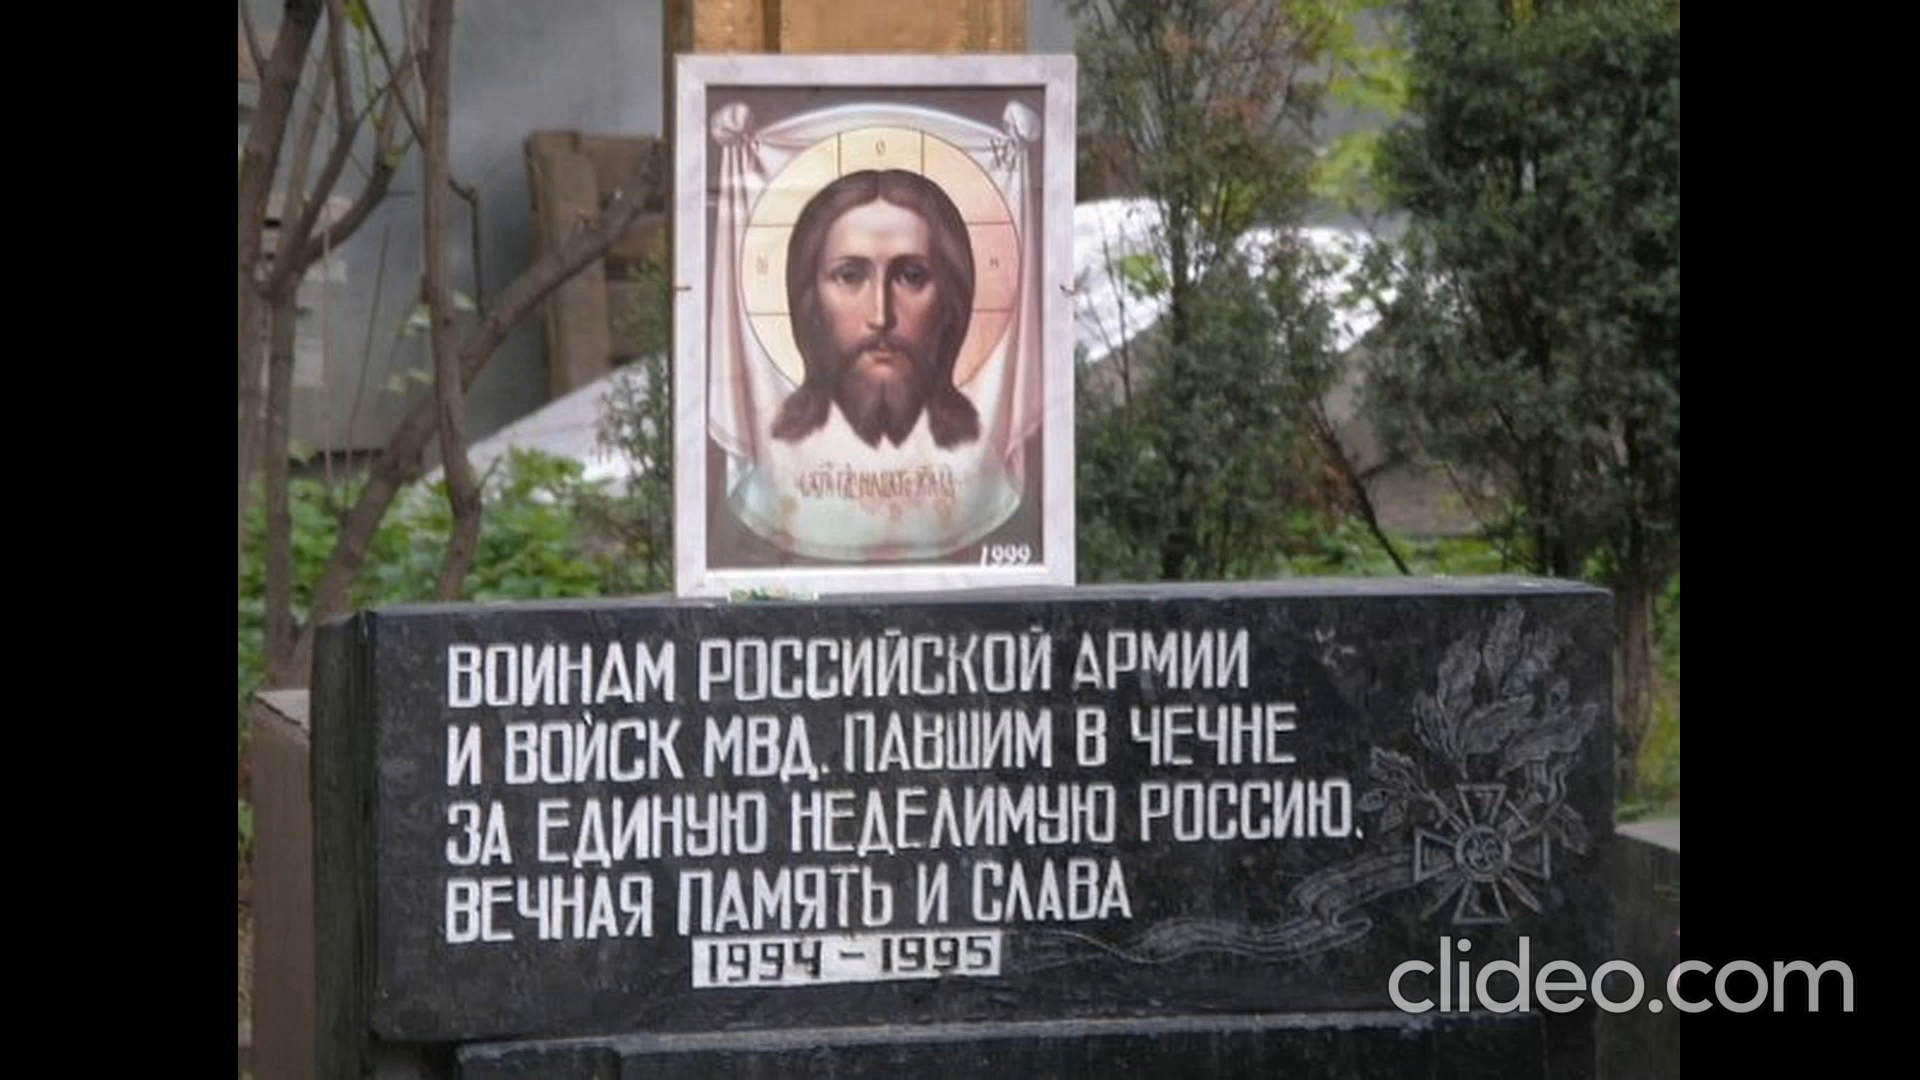 О
Н
1999
ВОИНАМ РОССИЙСКОЙ АРМИИ
И ВОЙСК МВД. ПАВШИМ В ЧЕЧНЕ
ЗА ЕДИНУЮ НЕДЕЛИМУЮ РОССИЮ.
ВЕЧНАЯ ПАМЯТЬ И СЛАВА
1994 – 1995
clideo.com